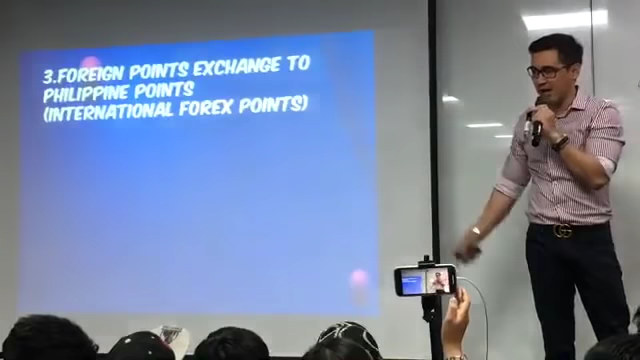 3.FOREIGN POINTS EXCHANGE TO
PHILIPPINE POINTS
(INTERNATIONAL FOREX POINTS)